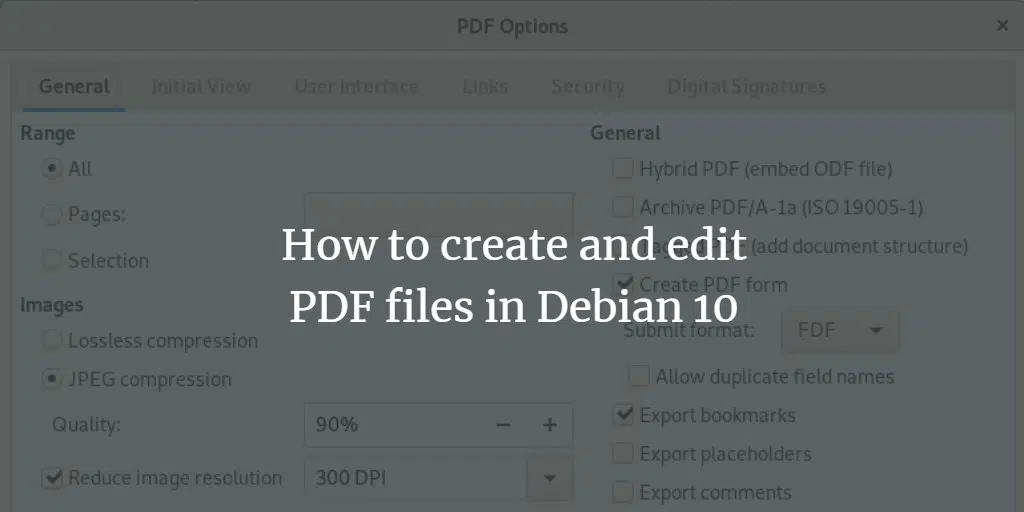 PDF Options
General Initial View User Interface Links Security Digital Signatures
Range
All
Pages:
Selection
Images
Lossless compression
JPEG compression
Quality: 90%
Reduce image resolution 300 DPI
General
Hybrid PDF (embed ODF file)
Archive PDF/A-1a (ISO 19005-1)
(add document structure)
Create PDF form
Submit format: FDF
Allow duplicate field names
Export bookmarks
Export placeholders
Export comments
How to create and edit
PDF files in Debian 10